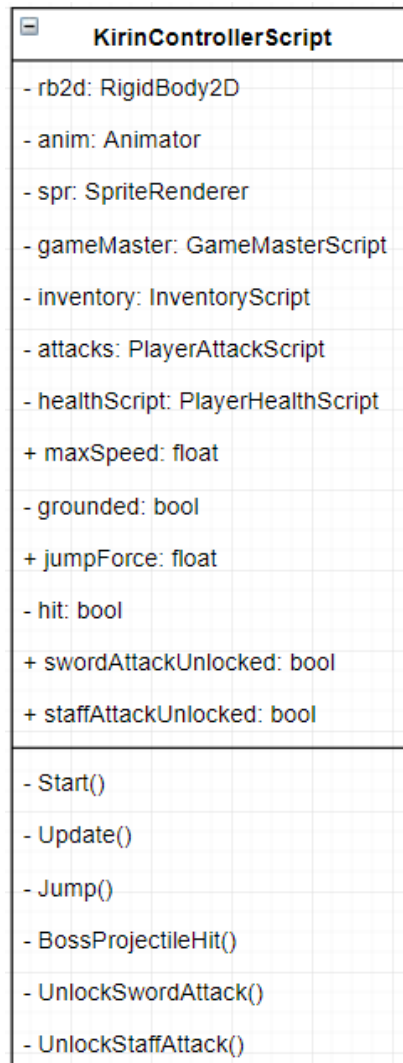 KirinControllerScript
- rb2d: RigidBody2D
- anim: Animator
- spr: SpriteRenderer
- gameMaster: GameMasterScript
- inventory: InventoryScript
- attacks: PlayerAttackScript
- healthScript: PlayerHealthScript
+ maxSpeed: float
- grounded: bool
+ jumpForce: float
- hit: bool
+ swordAttackUnlocked: bool
+ staffAttackUnlocked: bool
- Start()
- Update()
- Jump()
- BossProjectileHit()
- UnlockSwordAttack()
- UnlockStaffAttack()